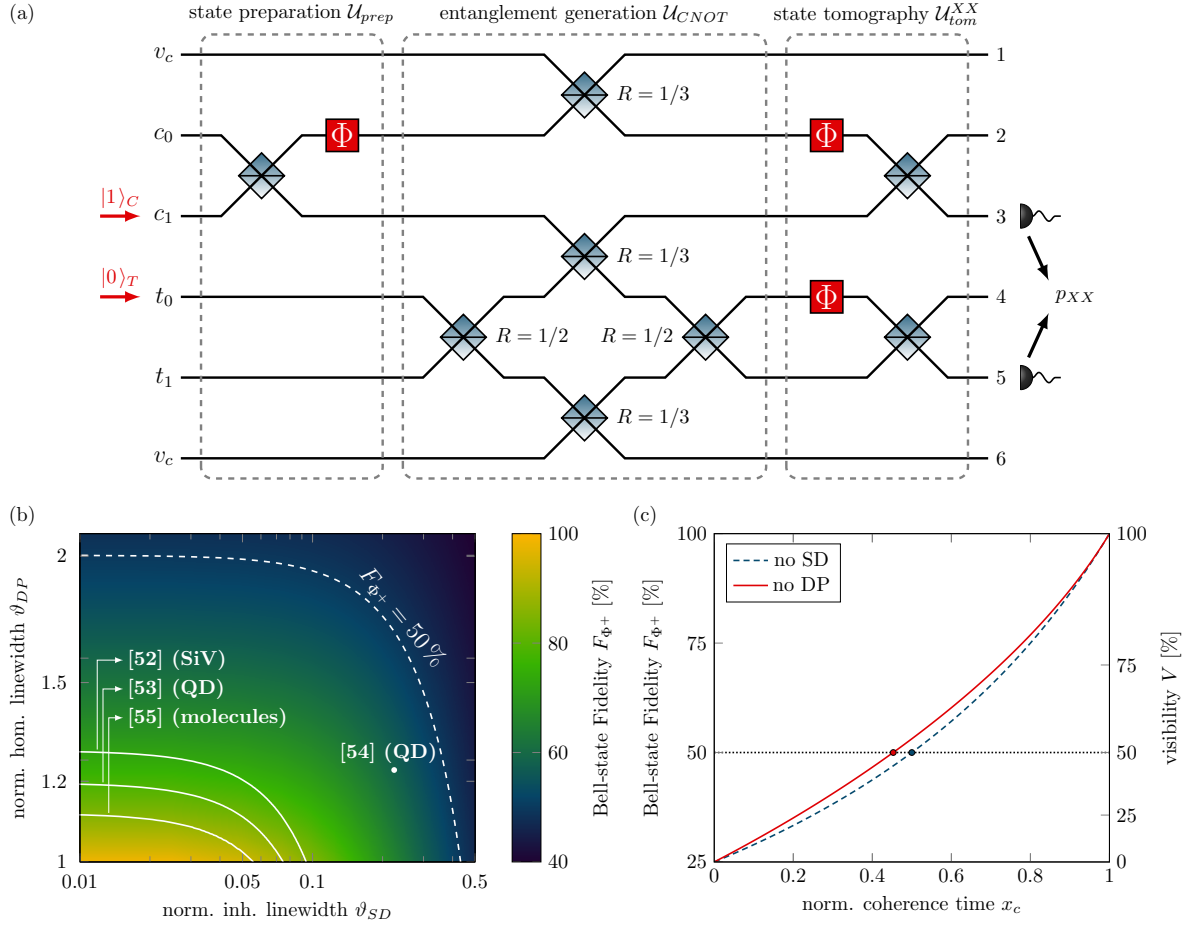 (a)
state preparation 𝒰_prep
entanglement generation 𝒰_CNOT
state tomography 𝒰_tom^XX
v_c
1
R = 1/3
c_0
Φ
Φ
2
|1⟩_C
c_1
3
R = 1/3
|0⟩_T
t_0
Φ
4
p_XX
R = 1/2
R = 1/2
t_1
5
R = 1/3
v_c
6
(b)
norm. hom. linewidth ϑ_DP
2
1.5
1.2
1
F_Φ+ = 50%
[52] (SiV)
[53] (QD)
[55] (molecules)
[54] (QD)
0.01
0.05
0.1
0.5
norm. inh. linewidth ϑ_SD
100
80
60
40
Bell-state Fidelity F_Φ+ [%]
(c)
Bell-state Fidelity F_Φ+ [%]
100
75
50
25
no SD
no DP
0
0.2
0.4
0.6
0.8
1
norm. coherence time x_c
100
75
50
25
0
visibility V [%]